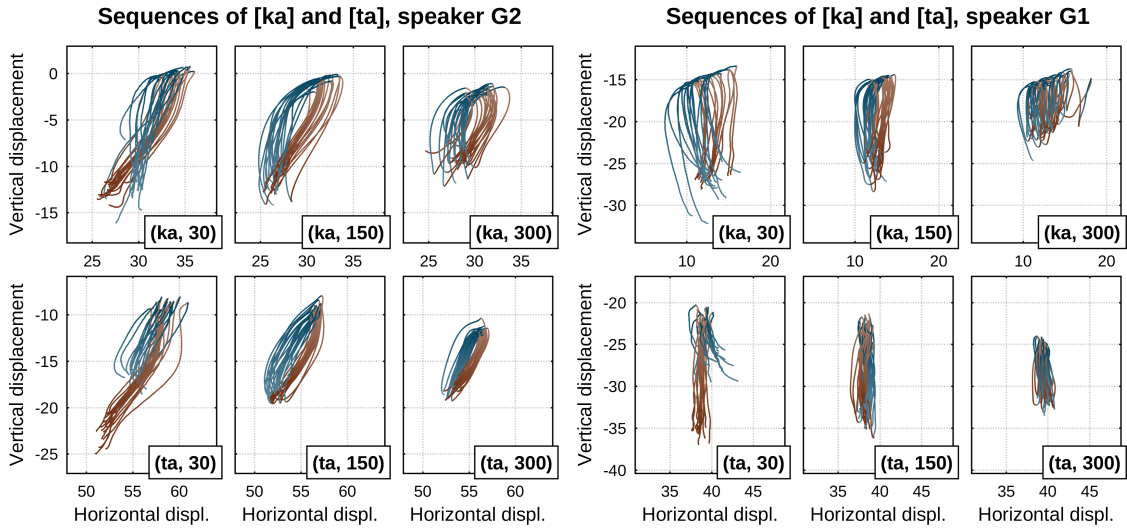 Sequences of [ka] and [ta], speaker G2
Sequences of [ka] and [ta], speaker G1
Vertical displacement
0
-5
-10
-15
(ka, 30)
(ka, 150)
(ka, 300)
25 30 35
25 30 35
25 30 35
Vertical displacement
-15
-20
-25
-30
(ka, 30)
(ka, 150)
(ka, 300)
10 20
10 20
10 20
Vertical displacement
-10
-15
-20
-25
(ta, 30)
(ta, 150)
(ta, 300)
50 55 60
50 55 60
50 55 60
Horizontal displ.
Horizontal displ.
Horizontal displ.
Vertical displacement
-20
-25
-30
-35
-40
(ta, 30)
(ta, 150)
(ta, 300)
35 40 45
35 40 45
35 40 45
Horizontal displ.
Horizontal displ.
Horizontal displ.